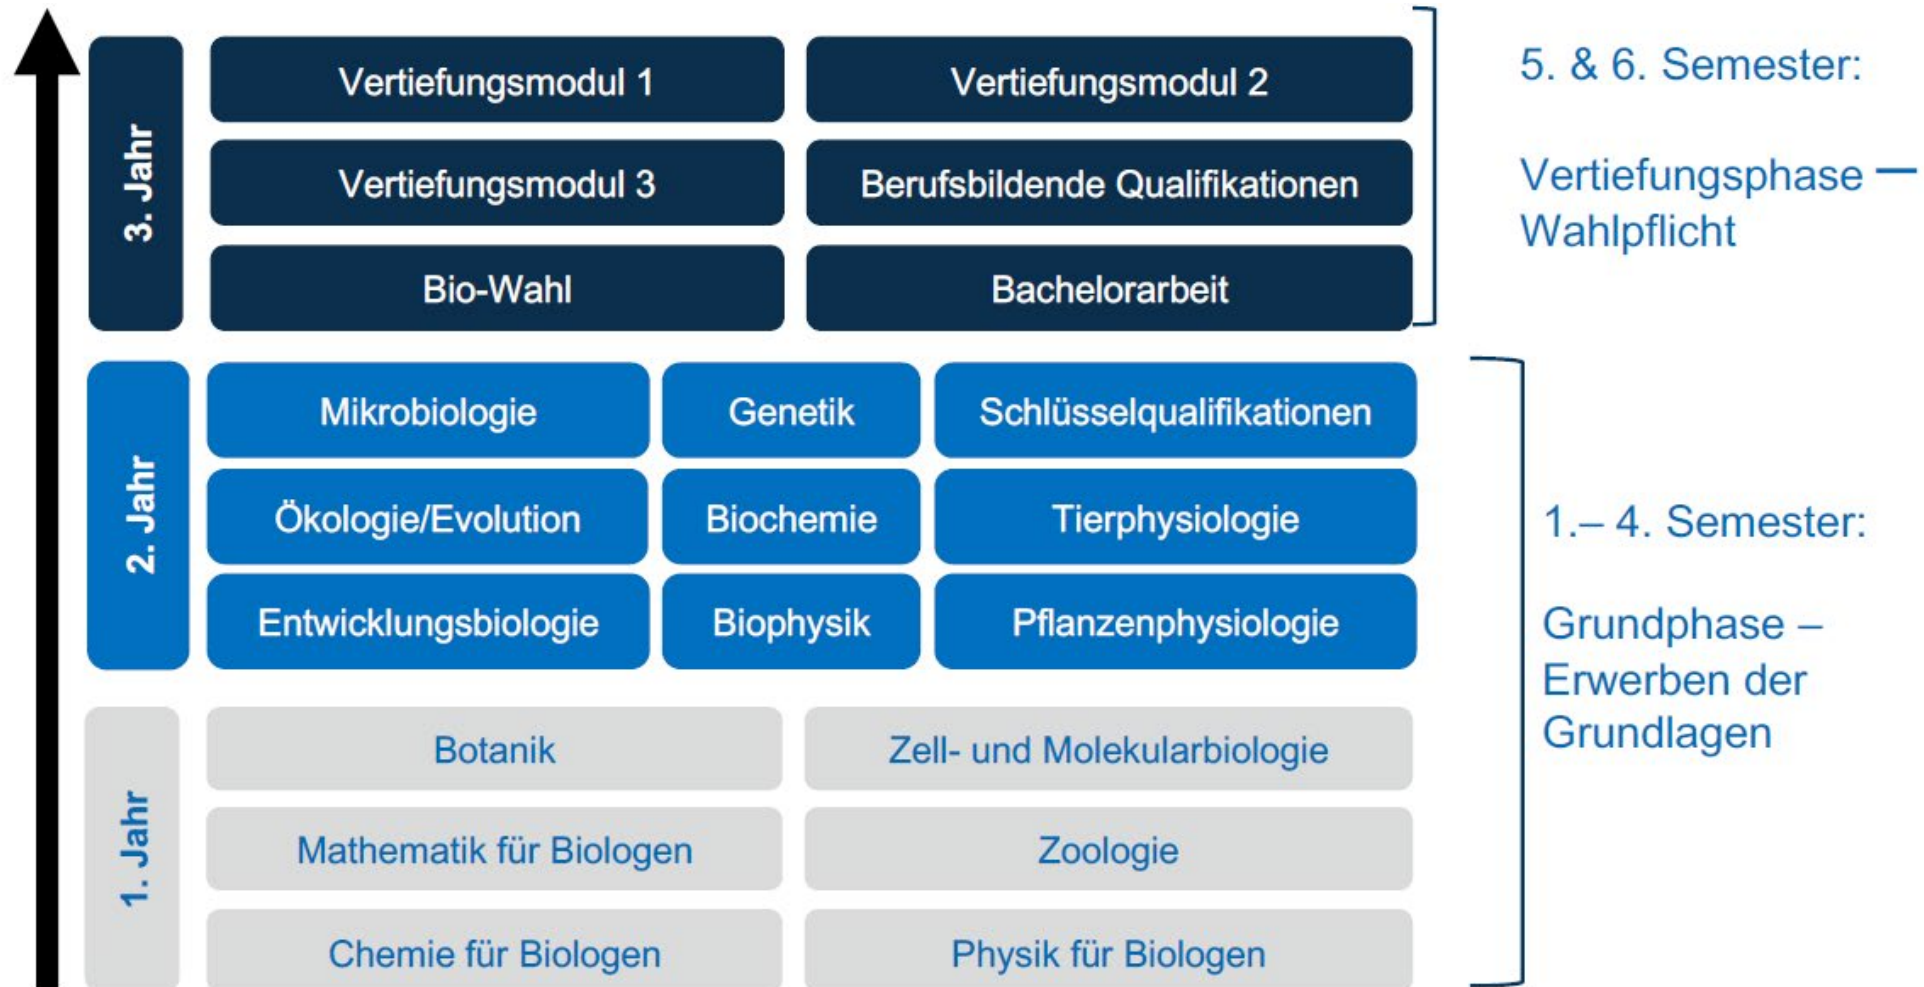 3. Jahr
Vertiefungsmodul 1
Vertiefungsmodul 2
Vertiefungsmodul 3
Berufsbildende Qualifikationen
Bio-Wahl
Bachelorarbeit
5. & 6. Semester:
Vertiefungsphase —
Wahlpflicht
2. Jahr
Mikrobiologie
Genetik
Schlüsselqualifikationen
Ökologie/Evolution
Biochemie
Tierphysiologie
Entwicklungsbiologie
Biophysik
Pflanzenphysiologie
1. Jahr
Botanik
Zell- und Molekularbiologie
Mathematik für Biologen
Zoologie
Chemie für Biologen
Physik für Biologen
1.– 4. Semester:
Grundphase –
Erwerben der
Grundlagen